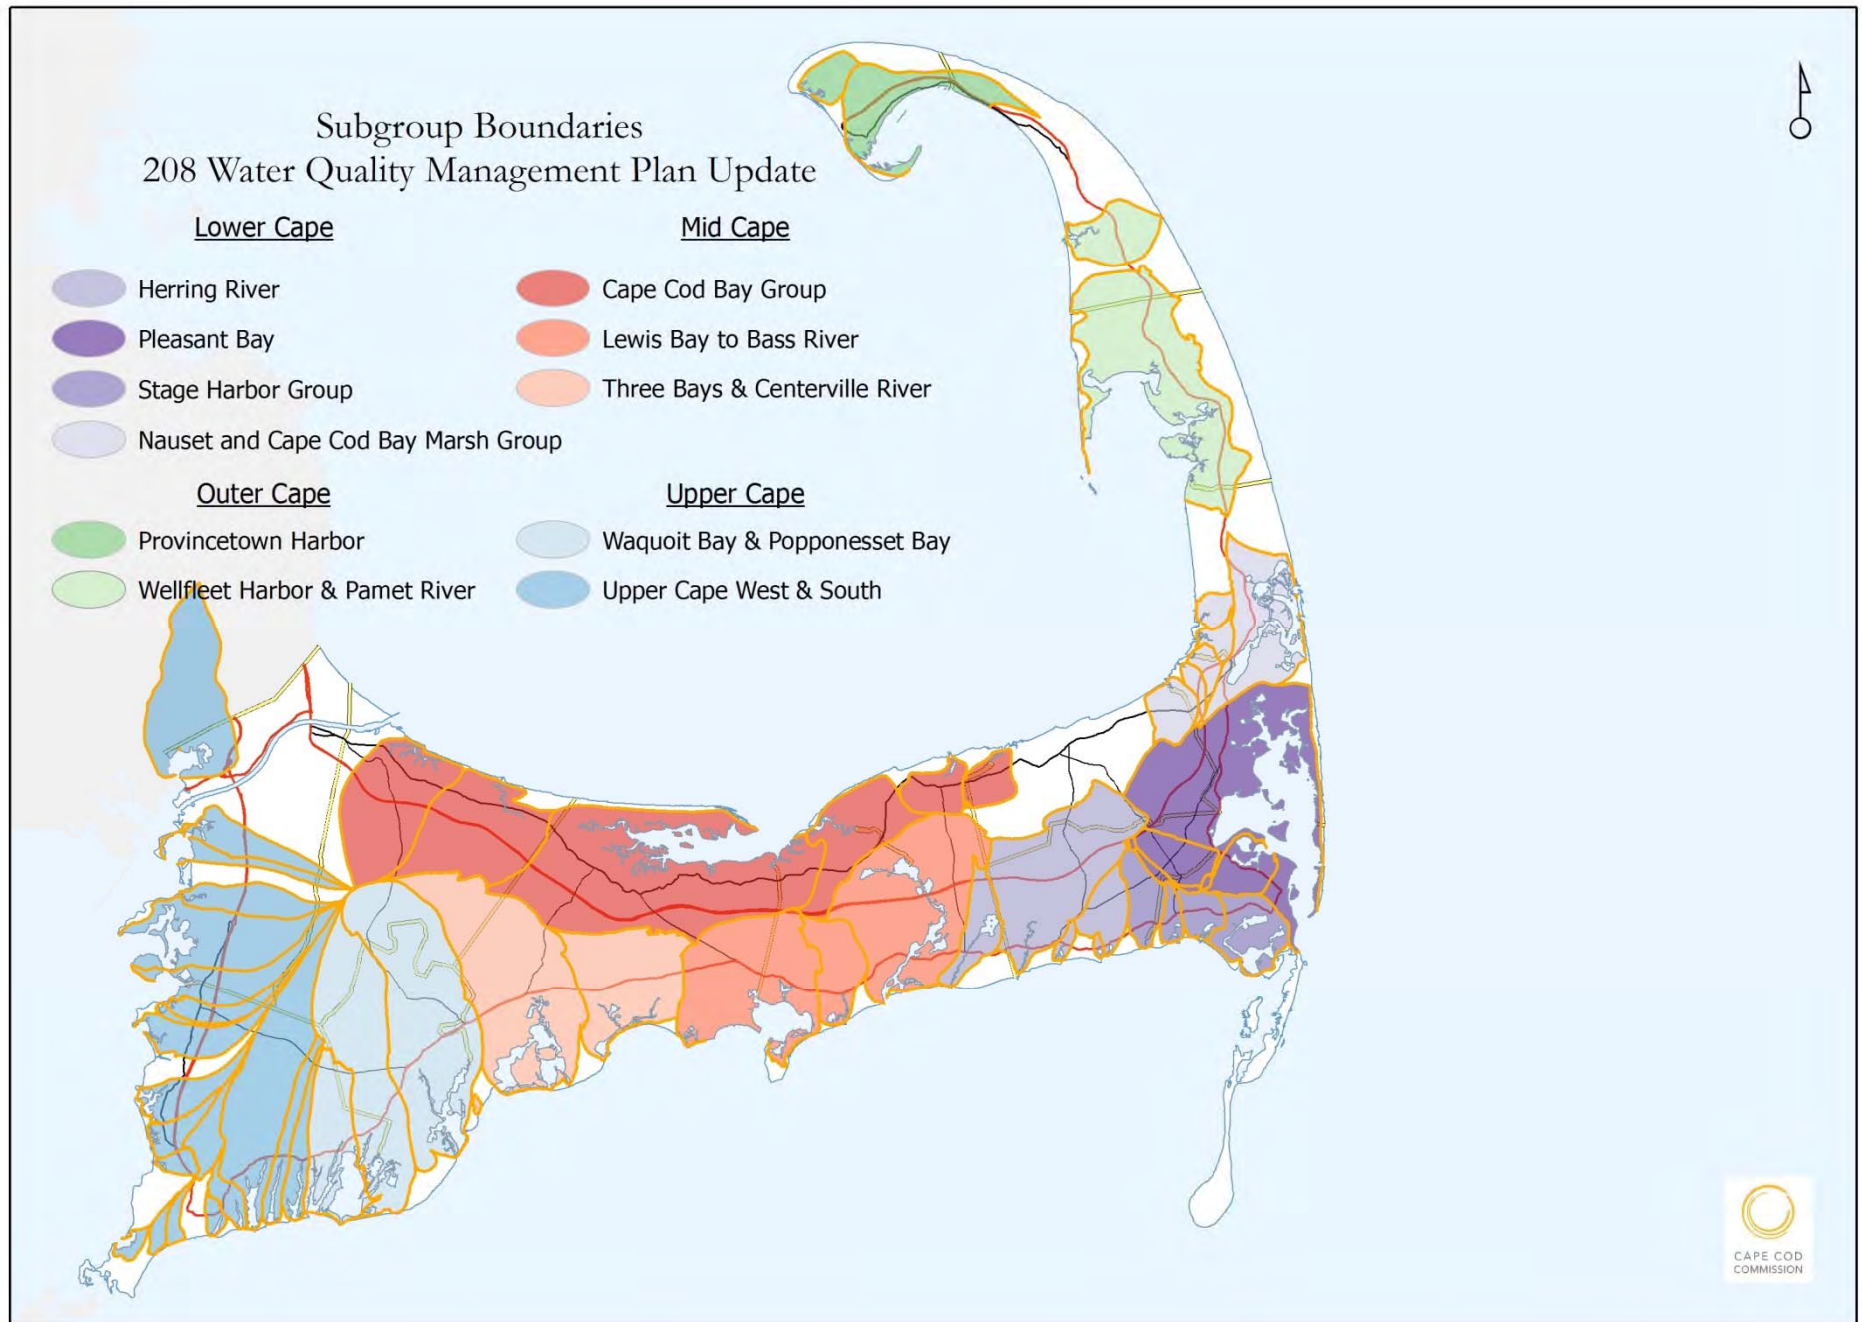 Subgroup Boundaries
208 Water Quality Management Plan Update
Lower Cape
Herring River
Pleasant Bay
Stage Harbor Group
Nauset and Cape Cod Bay Marsh Group
Outer Cape
Provincetown Harbor
Wellfleet Harbor & Pamet River
Mid Cape
Cape Cod Bay Group
Lewis Bay to Bass River
Three Bays & Centerville River
Upper Cape
Waquoit Bay & Popponesset Bay
Upper Cape West & South
CAPE COD
COMMISSION